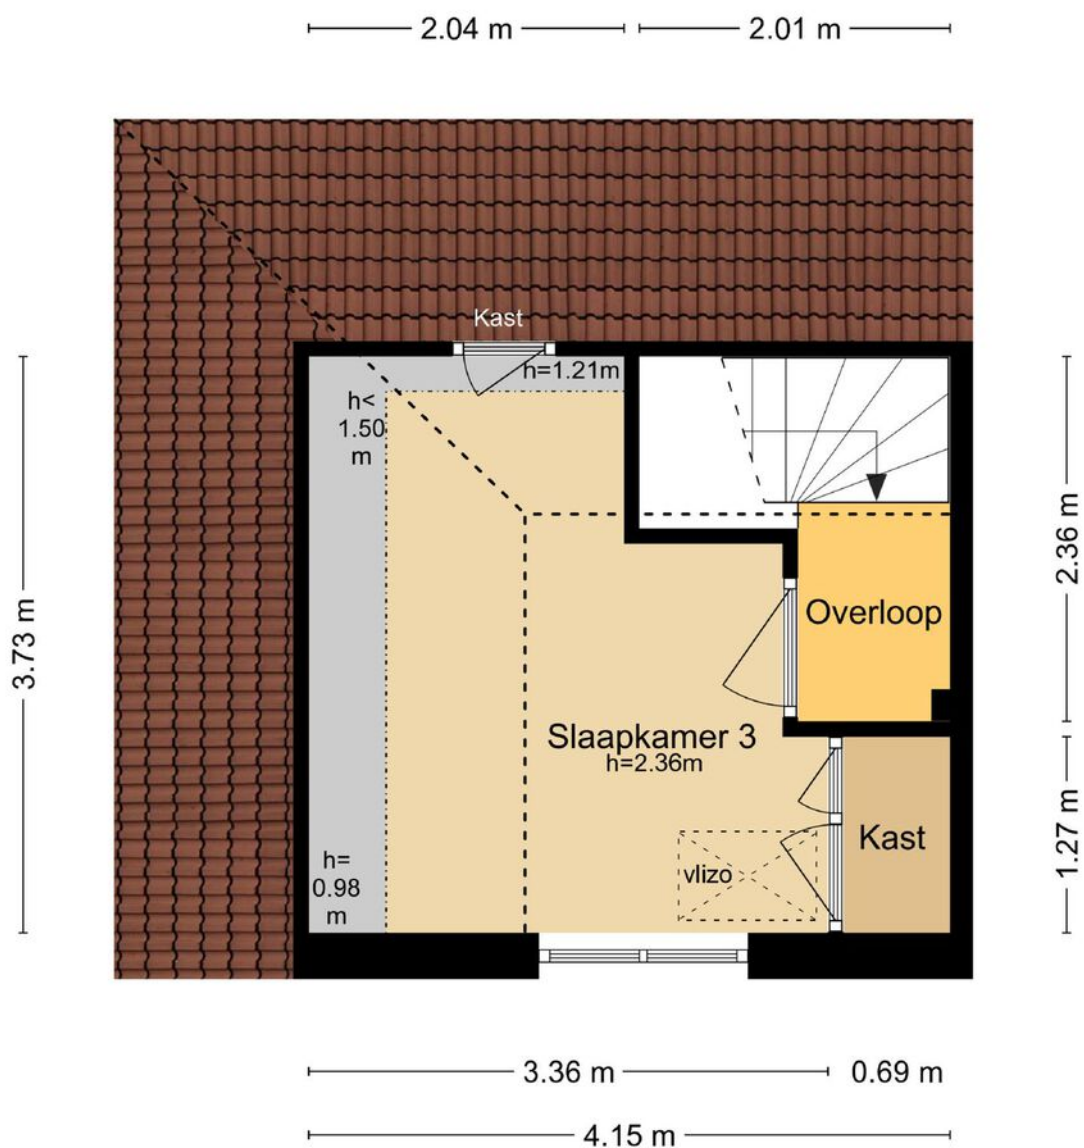 2.04 m
2.01 m
Kast
h=1.21m
h<
1.50
m
3.73 m
2.36 m
Overloop
Slaapkamer 3
h=2.36m
1.27 m
Kast
vlizo
h=
0.98
m
3.36 m
0.69 m
4.15 m